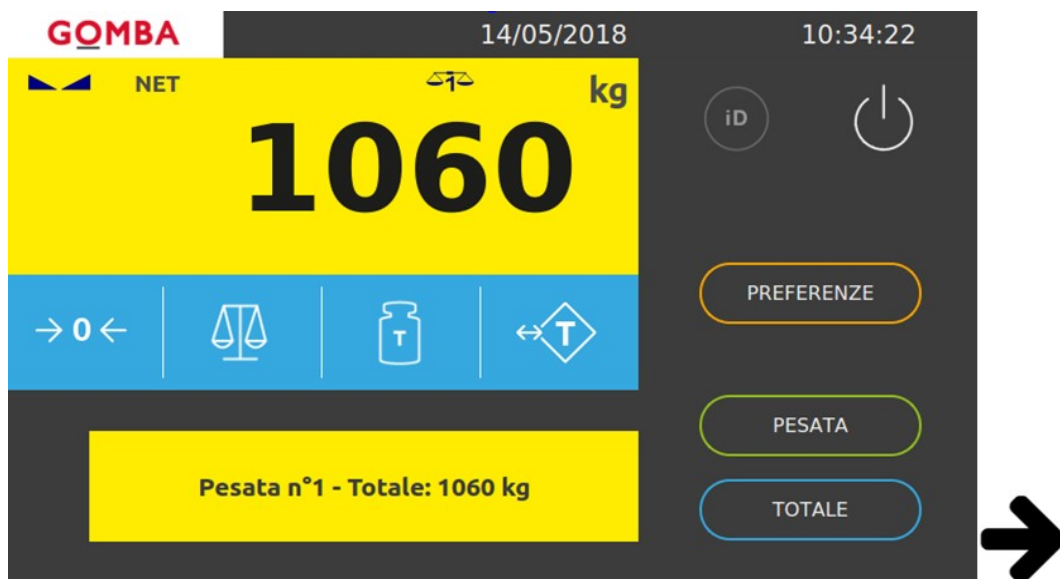 GOMBA
14/05/2018
10:34:22
NET
1
kg
1060
iD
PREFERENZE
→ 0 ←
T
T
PESATA
Pesata n°1 - Totale: 1060 kg
TOTALE